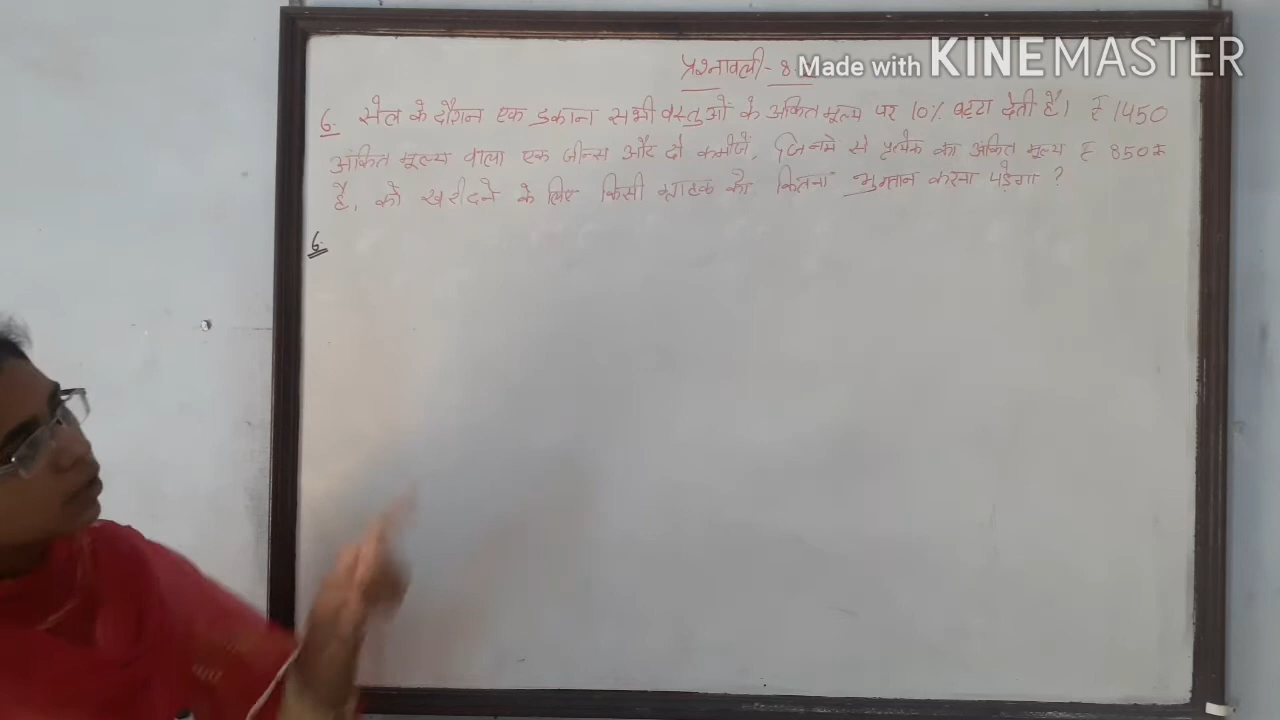 Made with KINEMASTER
प्रश्नावली - 8.
6. सेल के दौरान एक दुकान सभी वस्तुओं के अंकित मूल्य पर 10% बट्टा देती है। ₹ 1450
अंकित मूल्य वाला एक जीन्स और दो कमीजें, जिनमे से प्रत्येक का अंकित मूल्य ₹ 850 रू
है, को खरीदने के लिए किसी ग्राहक को कितना भुगतान करना पड़ेगा ?
6.